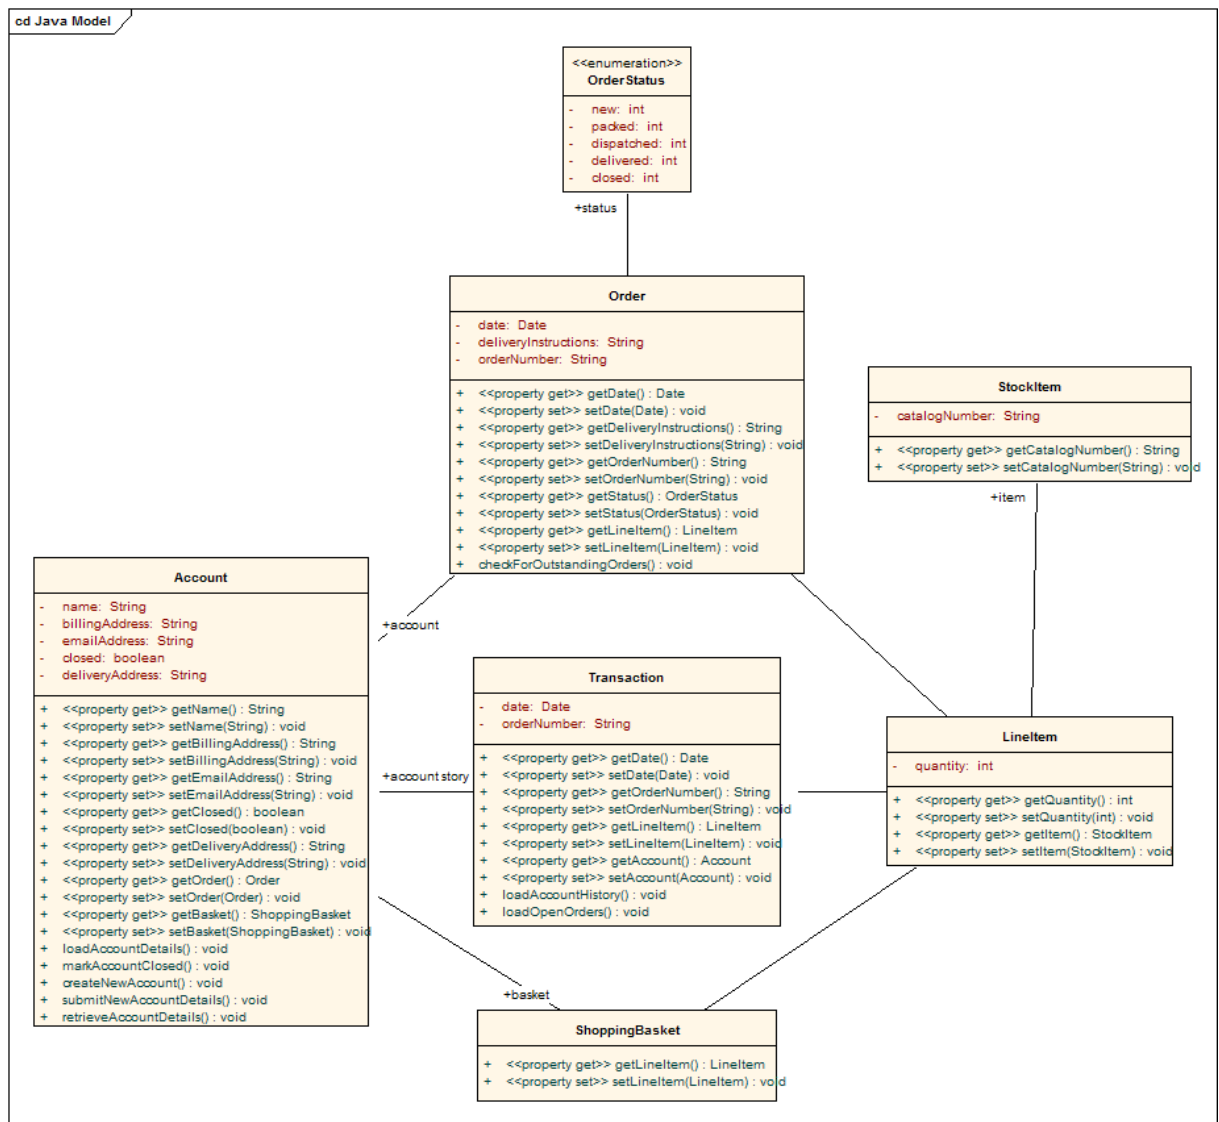 cd Java Model
<<enumeration>>
OrderStatus
- new: int
- packed: int
- dispatched: int
- delivered: int
- closed: int
+status
Order
- date: Date
- deliveryInstructions: String
- orderNumber: String
+ <<property get>> getDate() : Date
+ <<property set>> setDate(Date) : void
+ <<property get>> getDeliveryInstructions() : String
+ <<property set>> setDeliveryInstructions(String) : void
+ <<property get>> getOrderNumber() : String
+ <<property set>> setOrderNumber(String) : void
+ <<property get>> getStatus() : OrderStatus
+ <<property set>> setStatus(OrderStatus) : void
+ <<property get>> getLineItem() : LineItem
+ <<property set>> setLineItem(LineItem) : void
+ checkForOutstandingOrders() : void
StockItem
- catalogNumber: String
+ <<property get>> getCatalogNumber() : String
+ <<property set>> setCatalogNumber(String) : void
+item
Account
- name: String
- billingAddress: String
- emailAddress: String
- closed: boolean
- deliveryAddress: String
+ <<property get>> getName() : String
+ <<property set>> setName(String) : void
+ <<property get>> getBillingAddress() : String
+ <<property set>> setBillingAddress(String) : void
+ <<property get>> getEmailAddress() : String
+ <<property set>> setEmailAddress(String) : void
+ <<property get>> getClosed() : boolean
+ <<property set>> setClosed(boolean) : void
+ <<property get>> getDeliveryAddress() : String
+ <<property set>> setDeliveryAddress(String) : void
+ <<property get>> getOrder() : Order
+ <<property set>> setOrder(Order) : void
+ <<property get>> getBasket() : ShoppingBasket
+ <<property set>> setBasket(ShoppingBasket) : void
+ loadAccountDetails() : void
+ markAccountClosed() : void
+ createNewAccount() : void
+ submitNewAccountDetails() : void
+ retrieveAccountDetails() : void
+account
Transaction
- date: Date
- orderNumber: String
+ <<property get>> getDate() : Date
+ <<property set>> setDate(Date) : void
+ <<property get>> getOrderNumber() : String
+ <<property set>> setOrderNumber(String) : void
+ <<property get>> getLineItem() : LineItem
+ <<property set>> setLineItem(LineItem) : void
+ <<property get>> getAccount() : Account
+ <<property set>> setAccount(Account) : void
+ loadAccountHistory() : void
+ loadOpenOrders() : void
+account story
LineItem
- quantity: int
+ <<property get>> getQuantity() : int
+ <<property set>> setQuantity(int) : void
+ <<property get>> getItem() : StockItem
+ <<property set>> setItem(StockItem) : void
+basket
ShoppingBasket
+ <<property get>> getLineItem() : LineItem
+ <<property set>> setLineItem(LineItem) : void